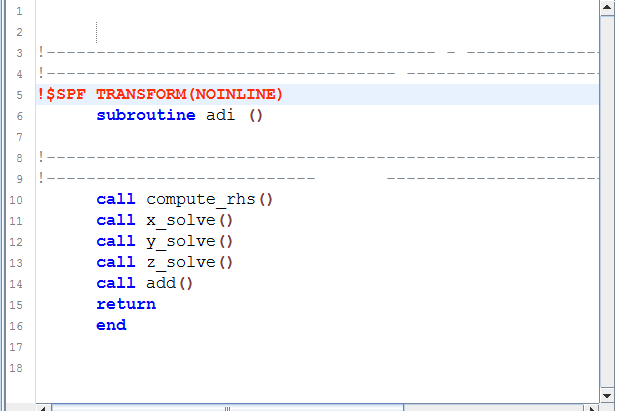 1
2
3 !--------------------------------------- - --------------
4 !----------------------------------- --------------------
5 !$SPF TRANSFORM(NOINLINE)
6 subroutine adi ()
7
8 !--------------------------------------------------------
9 !--------------------------- ----------------------
10 call compute_rhs()
11 call x_solve()
12 call y_solve()
13 call z_solve()
14 call add()
15 return
16 end
17
18